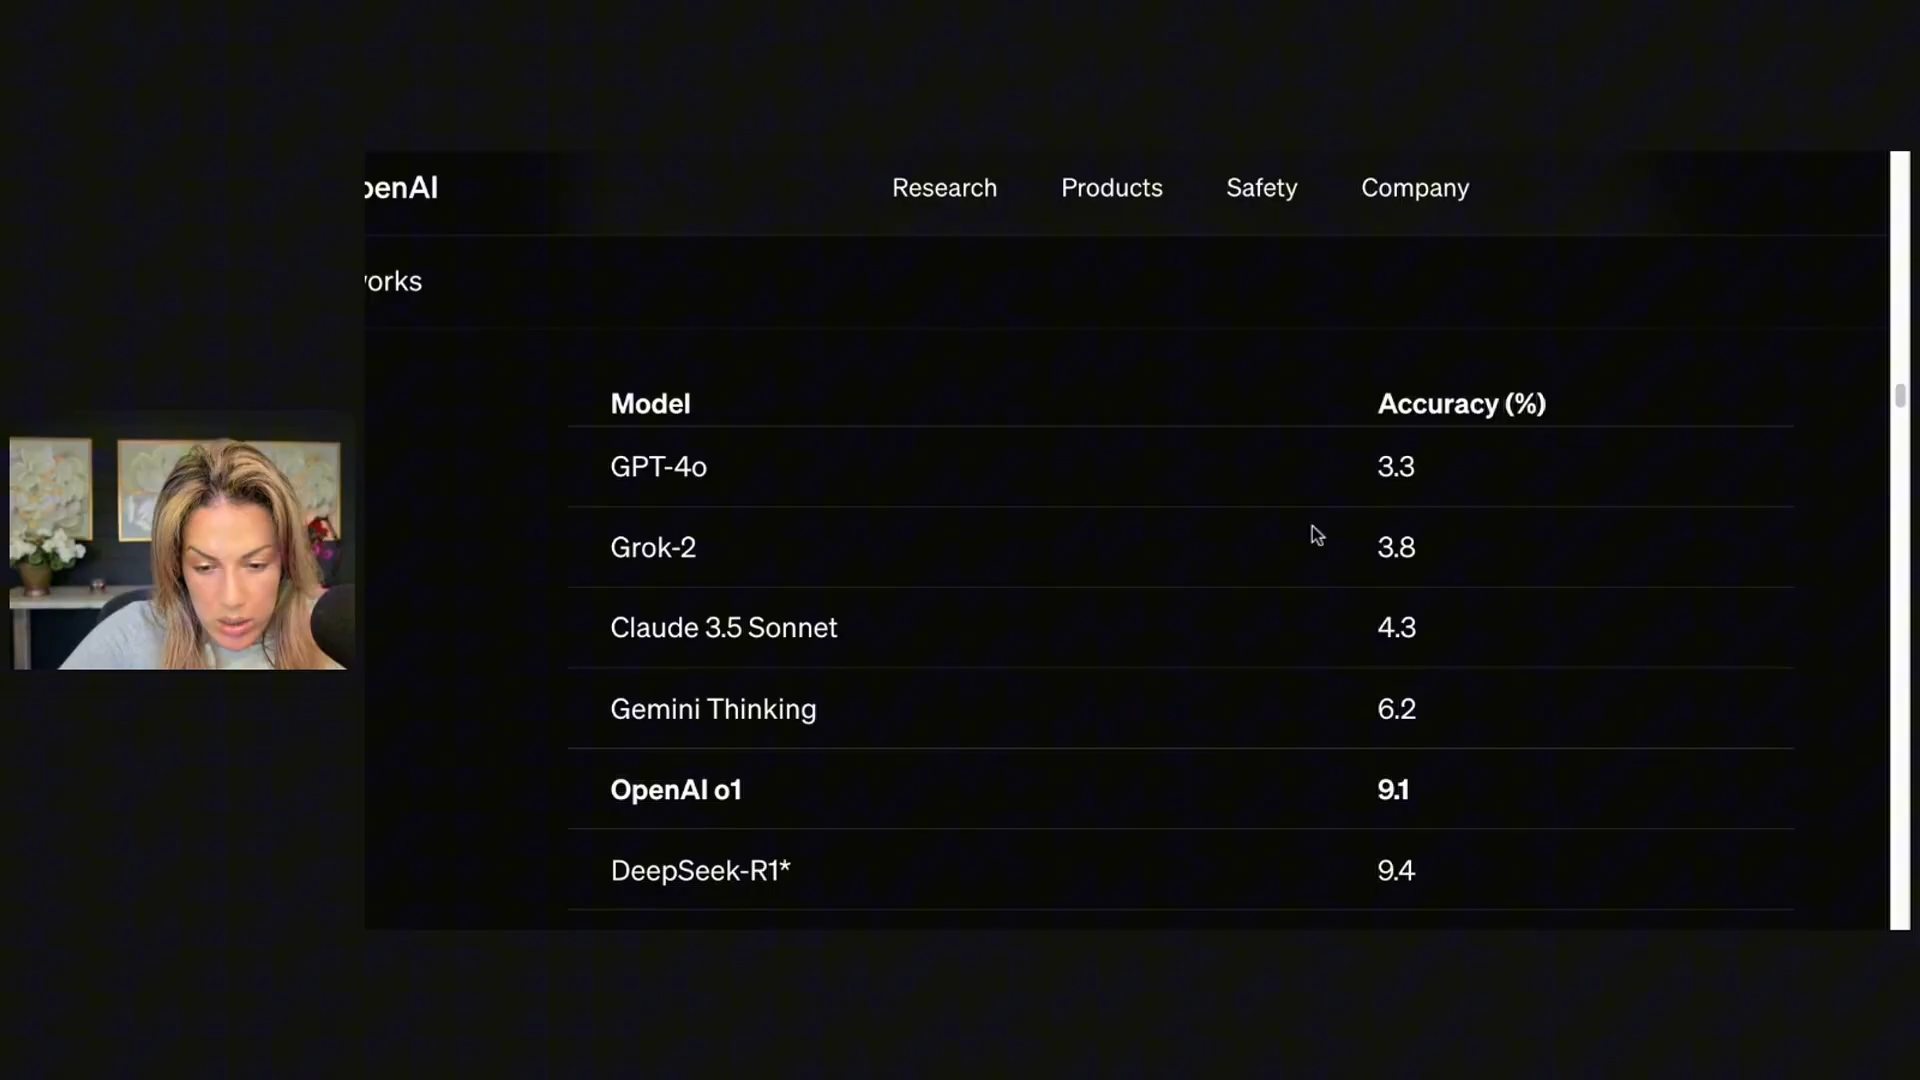 penAI
Research Products Safety Company
orks
Model Accuracy (%)
GPT-4o 3.3
Grok-2 3.8
Claude 3.5 Sonnet 4.3
Gemini Thinking 6.2
OpenAI o1 9.1
DeepSeek-R1* 9.4